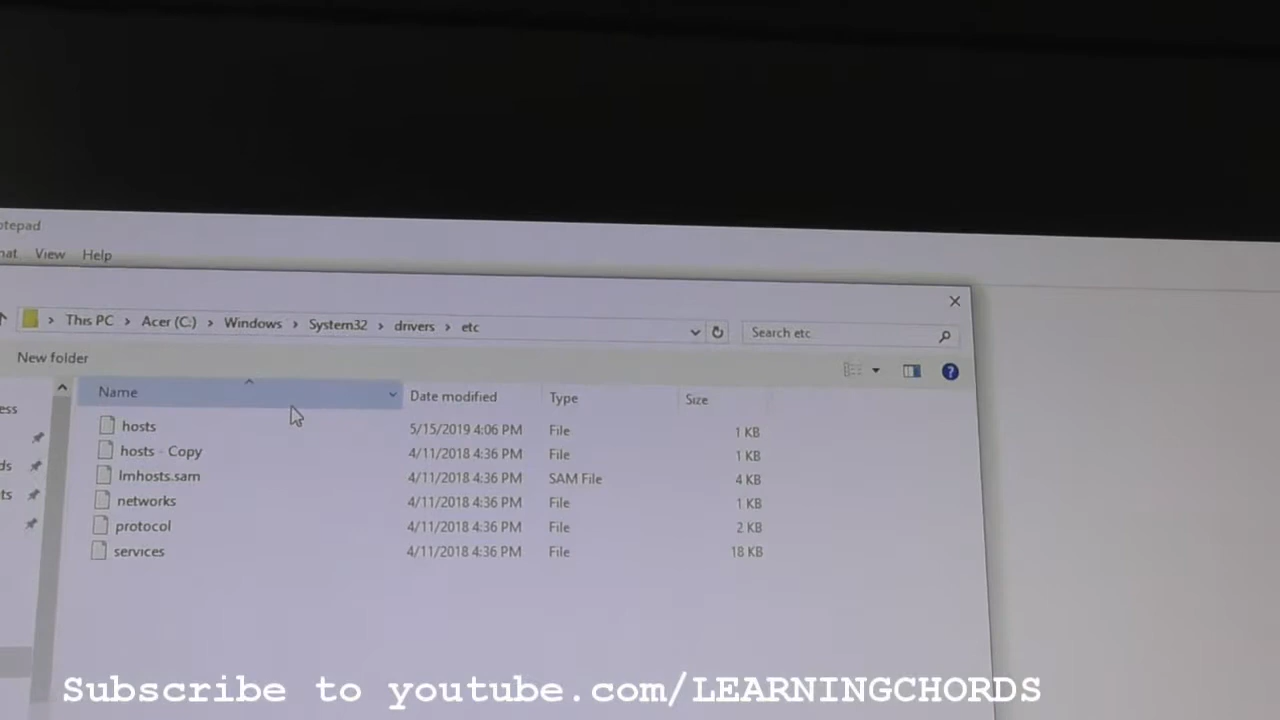 otepad
mat View Help
This PC > Acer (C:) > Windows > System32 > drivers > etc
Search etc
New folder
Name Date modified Type Size
ess
hosts 5/15/2019 4:06 PM File 1 KB
hosts - Copy 4/11/2018 4:36 PM File 1 KB
ds lmhosts.sam 4/11/2018 4:36 PM SAM File 4 KB
ts networks 4/11/2018 4:36 PM File 1 KB
protocol 4/11/2018 4:36 PM File 2 KB
services 4/11/2018 4:36 PM File 18 KB
Subscribe to youtube.com/LEARNINGCHORDS